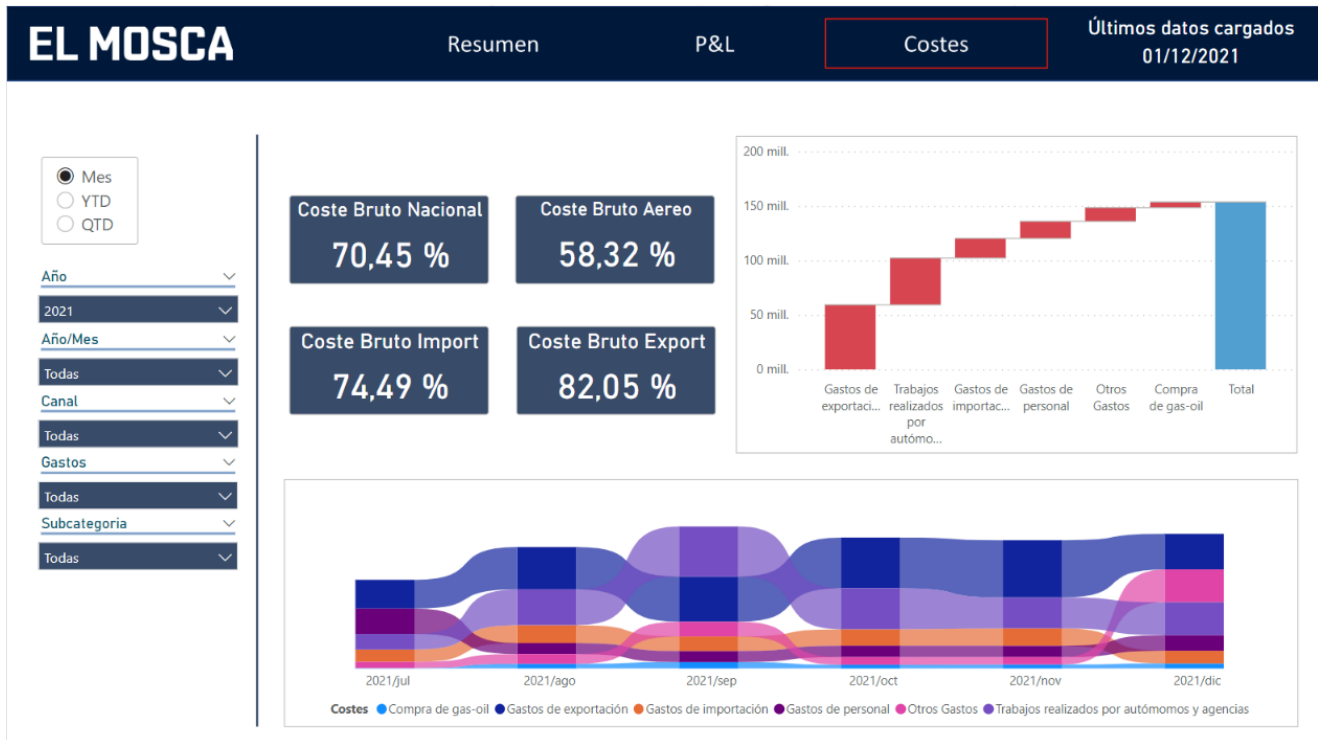 EL MOSCA
Resumen
P&L
Costes
Últimos datos cargados
01/12/2021
Mes
YTD
QTD
Año
2021
Año/Mes
Todas
Canal
Todas
Gastos
Todas
Subcategoria
Todas
Coste Bruto Nacional
70,45 %
Coste Bruto Aereo
58,32 %
Coste Bruto Import
74,49 %
Coste Bruto Export
82,05 %
200 mill.
150 mill.
100 mill.
50 mill.
0 mill.
Gastos de
exportaci...
Trabajos
realizados
por
autómo...
Gastos de
importac...
Gastos de
personal
Otros
Gastos
Compra
de gas-oil
Total
2021/jul
2021/ago
2021/sep
2021/oct
2021/nov
2021/dic
Costes Compra de gas-oil Gastos de exportación Gastos de importación Gastos de personal Otros Gastos Trabajos realizados por autómomos y agencias